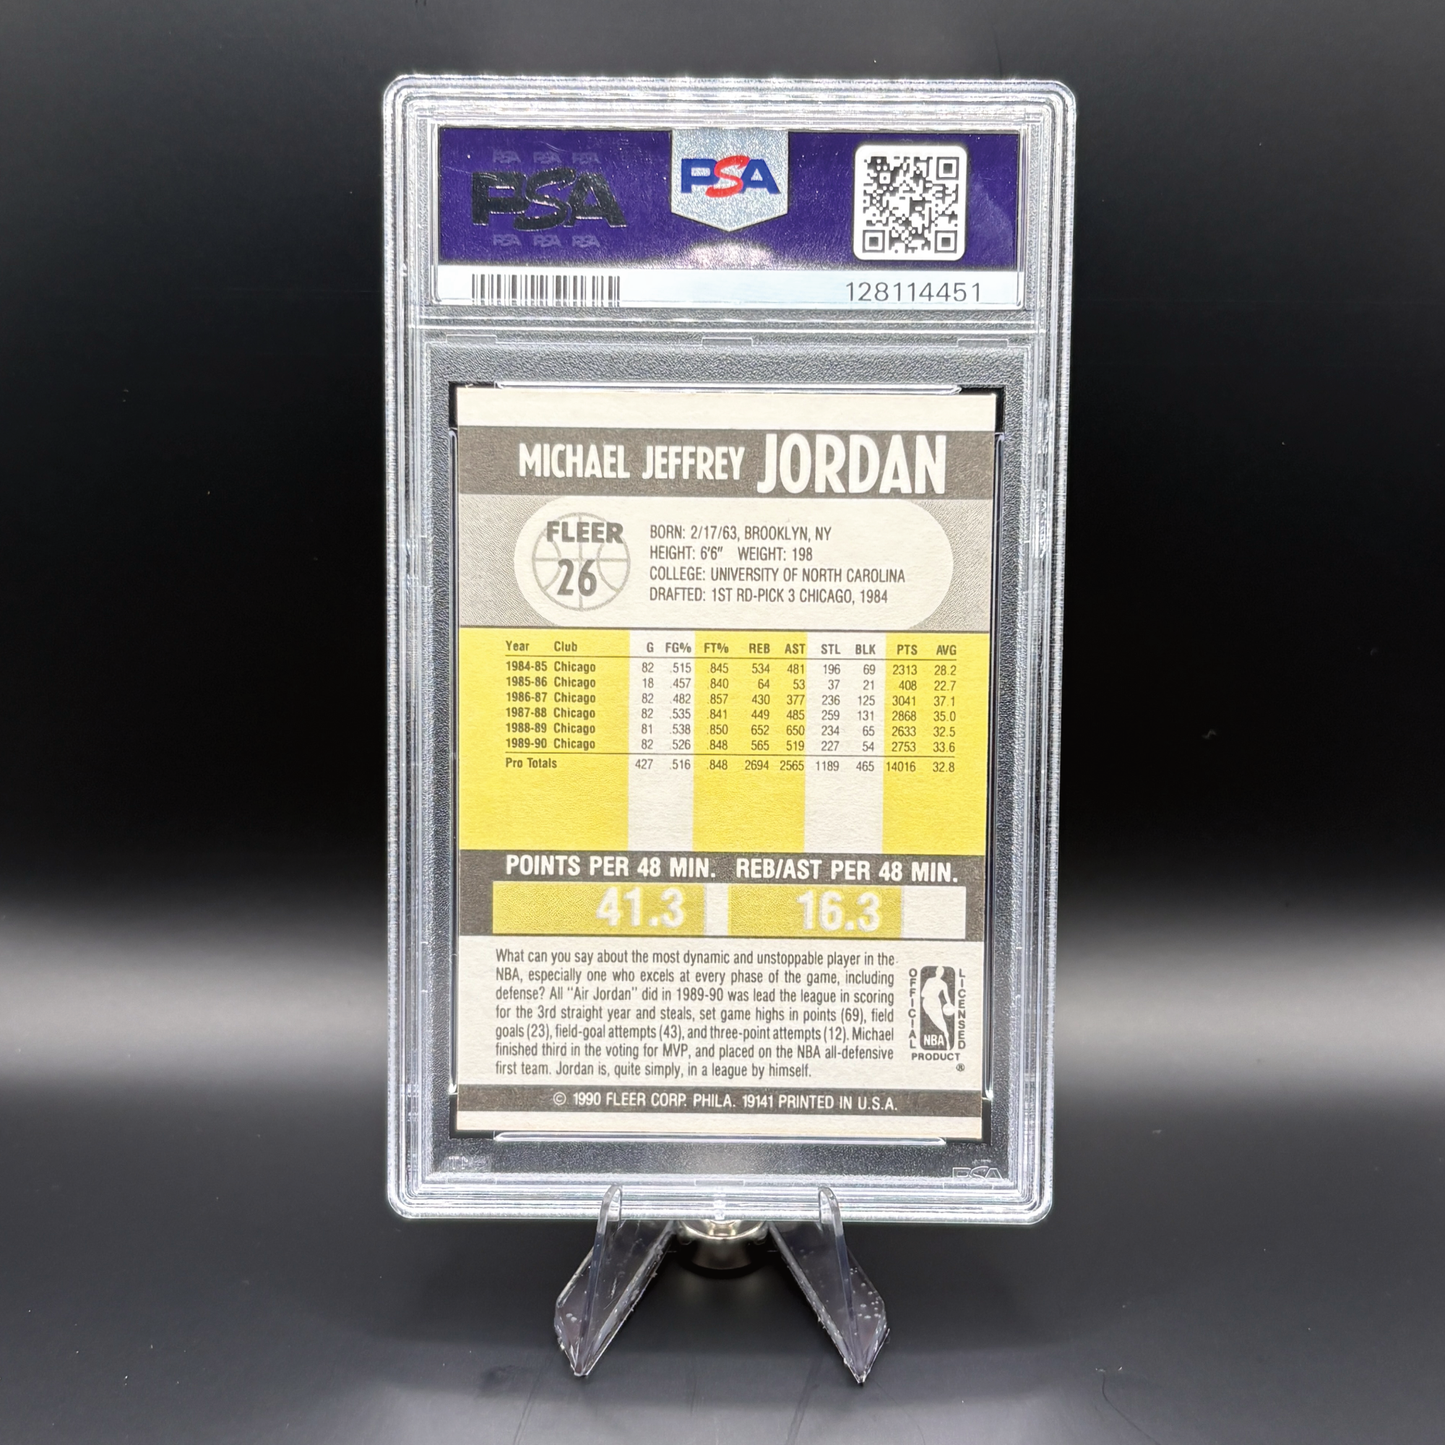 PSA PSA PSA
PSA
PSA PSA PSA
PSA
128114451
MICHAEL JEFFREY JORDAN
FLEER
26
BORN: 2/17/63, BROOKLYN, NY
HEIGHT: 6'6" WEIGHT: 198
COLLEGE: UNIVERSITY OF NORTH CAROLINA
DRAFTED: 1ST RD-PICK 3 CHICAGO, 1984
Year Club G FG% FT% REB AST STL BLK PTS AVG
1984-85 Chicago 82 .515 .845 534 481 196 69 2313 28.2
1985-86 Chicago 18 .457 .840 64 53 37 21 408 22.7
1986-87 Chicago 82 .482 .857 430 377 236 125 3041 37.1
1987-88 Chicago 82 .535 .841 449 485 259 131 2868 35.0
1988-89 Chicago 81 .538 .850 652 650 234 65 2633 32.5
1989-90 Chicago 82 .526 .848 565 519 227 54 2753 33.6
Pro Totals 427 .516 .848 2694 2565 1189 465 14016 32.8
POINTS PER 48 MIN. REB/AST PER 48 MIN.
41.3 16.3
What can you say about the most dynamic and unstoppable player in the
NBA, especially one who excels at every phase of the game, including
defense? All "Air Jordan" did in 1989-90 was lead the league in scoring
for the 3rd straight year and steals, set game highs in points (69), field
goals (23), field-goal attempts (43), and three-point attempts (12). Michael
finished third in the voting for MVP, and placed on the NBA all-defensive
first team. Jordan is, quite simply, in a league by himself.
OFFICIAL
NBA
LICENSED
PRODUCT
®
© 1990 FLEER CORP. PHILA. 19141 PRINTED IN U.S.A.
PSA